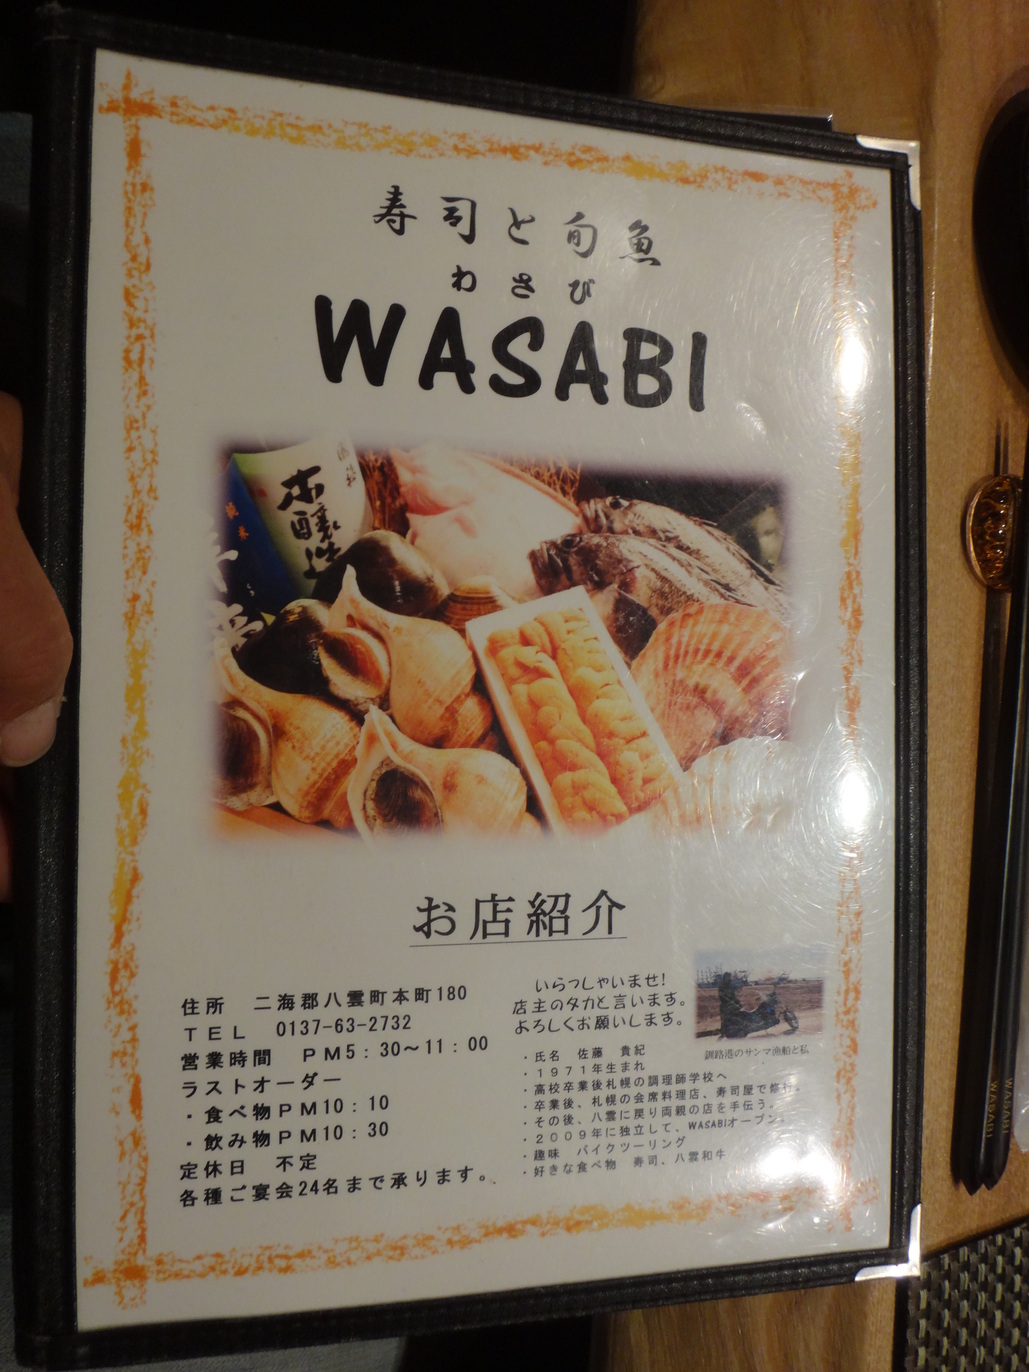 寿司と旬魚
わさび
WASABI
本醸造
お店紹介
住所　二海郡八雲町本町180
ＴＥＬ　0137-63-2732
営業時間　ＰＭ5：30〜11：00
ラストオーダー
・食べ物ＰＭ10：10
・飲み物ＰＭ10：30
定休日　不定
各種ご宴会24名まで承ります。
いらっしゃいませ!
店主のタカと言います。
よろしくお願いします。
釧路港のサンマ漁船と私
・氏名　佐藤　貴紀
・１９７１年生まれ
・高校卒業後札幌の調理師学校へ
・卒業後、札幌の会席料理店、寿司屋で修行。
・その後、八雲に戻り両親の店を手伝う。
・２００９年に独立して、WASABIオープン
・趣味　バイクツーリング
・好きな食べ物　寿司、八雲和牛
WASABI
WASABI